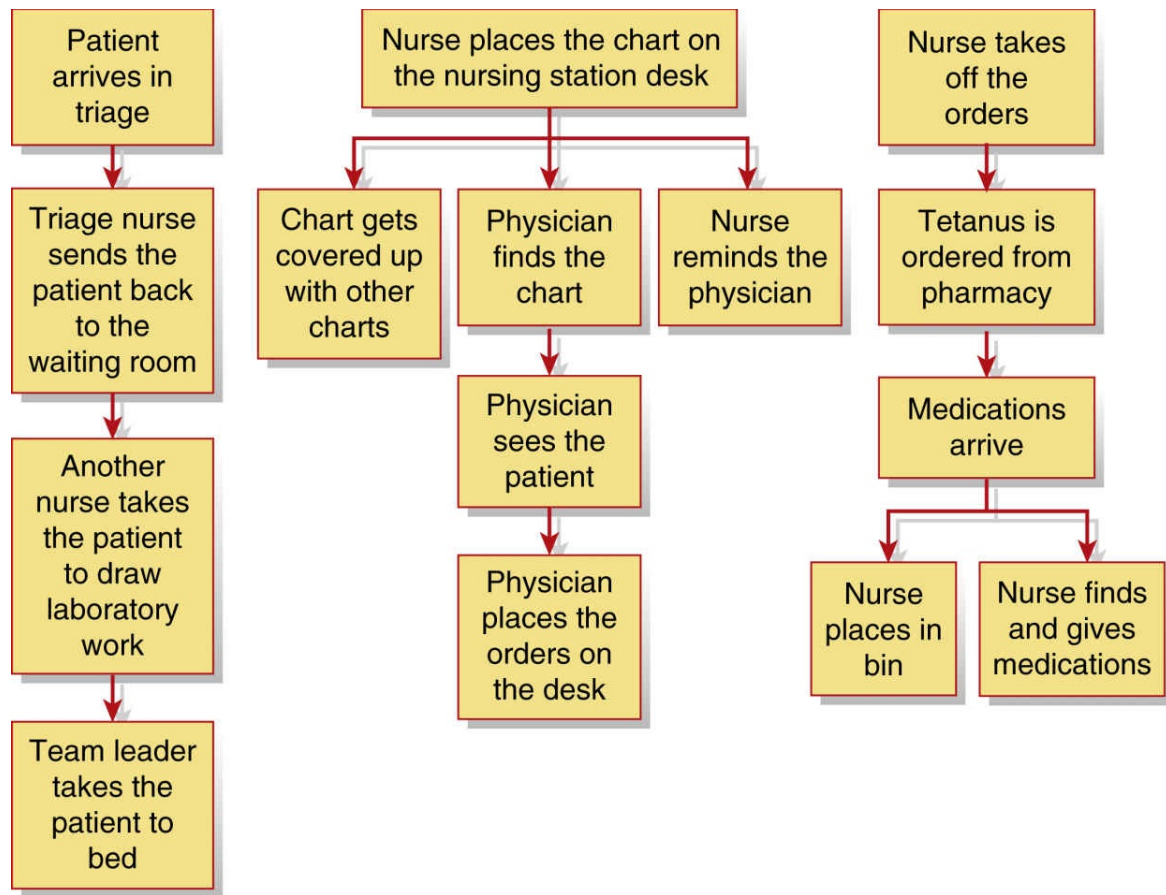 Patient
arrives in
triage
Triage nurse
sends the
patient back
to the
waiting room
Another
nurse takes
the patient
to draw
laboratory
work
Team leader
takes the
patient to
bed
Nurse places the chart on
the nursing station desk
Chart gets
covered up
with other
charts
Physician
finds the
chart
Nurse
reminds the
physician
Physician
sees the
patient
Physician
places the
orders on
the desk
Nurse takes
off the
orders
Tetanus is
ordered from
pharmacy
Medications
arrive
Nurse
places in
bin
Nurse finds
and gives
medications